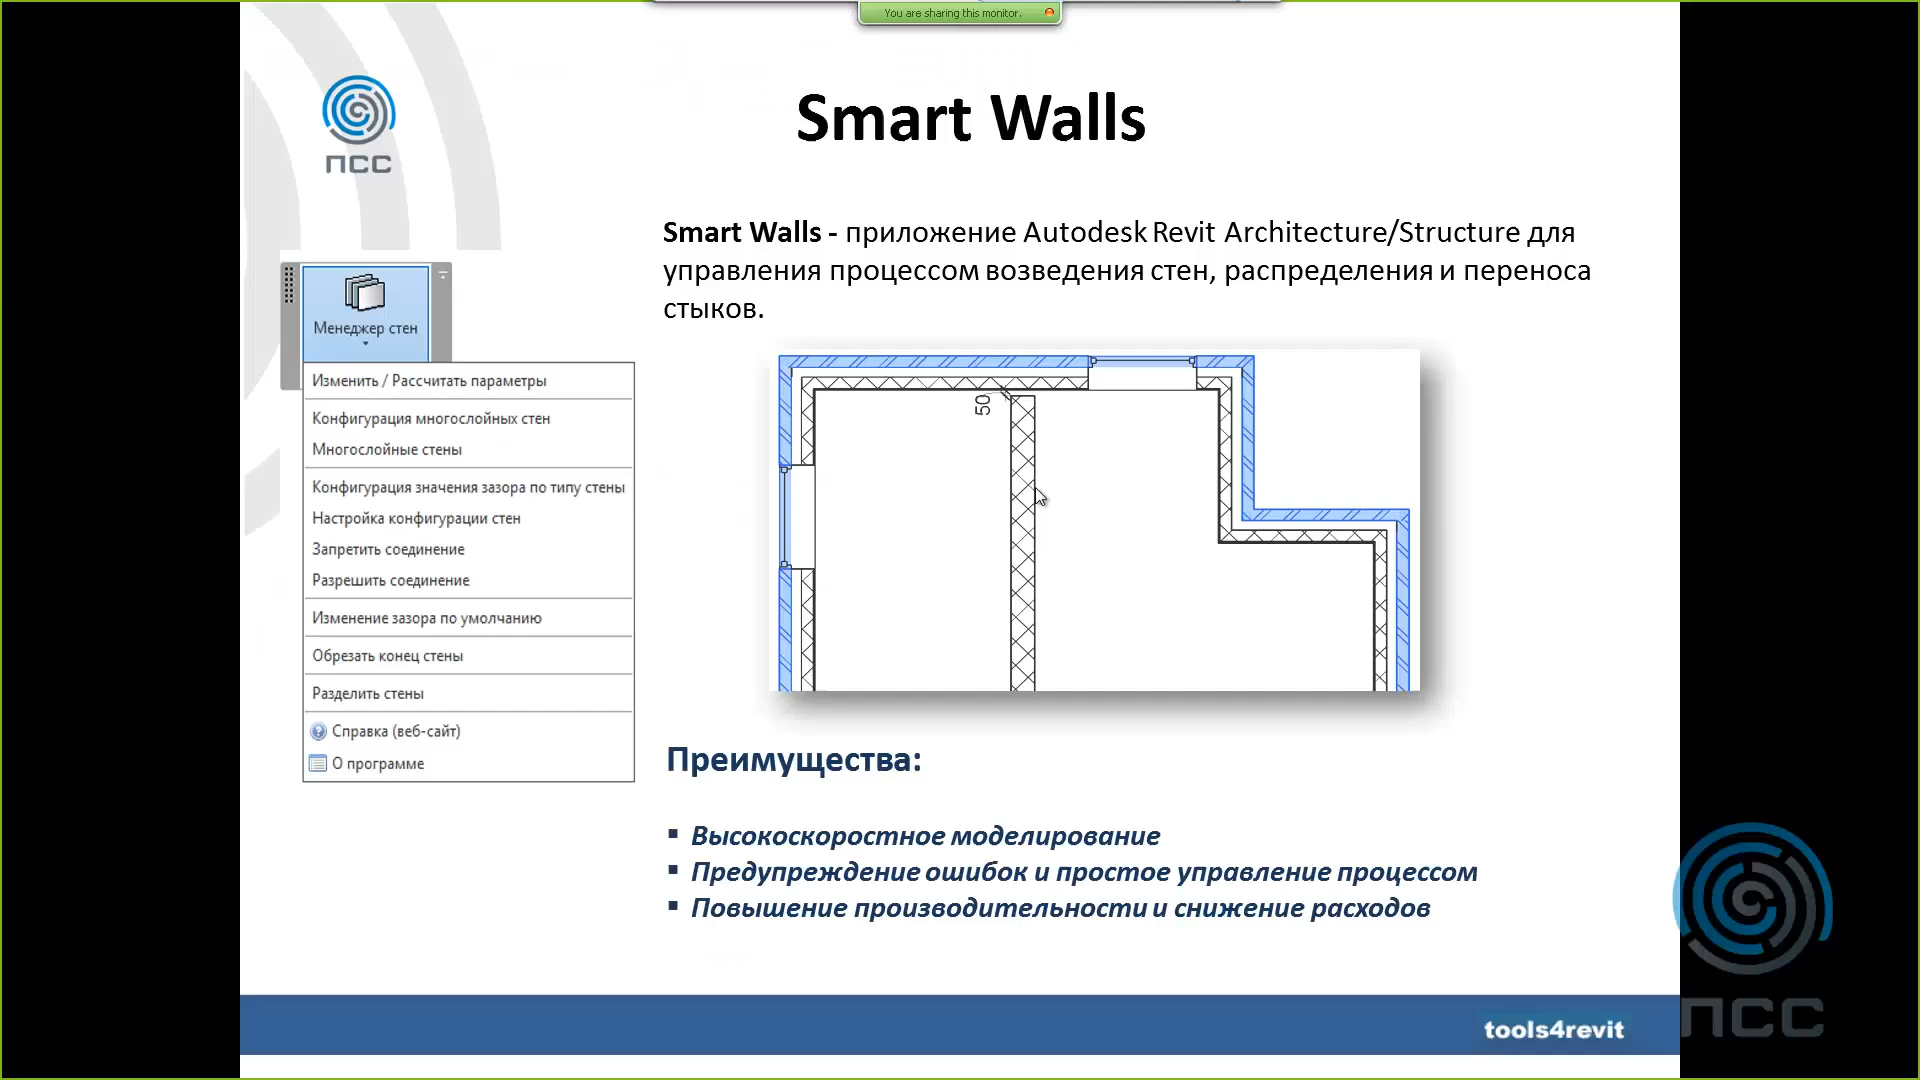 You are sharing this monitor.
ПСС
Smart Walls
Smart Walls - приложение Autodesk Revit Architecture/Structure для
управления процессом возведения стен, распределения и переноса
стыков.
Менеджер стен
Изменить / Рассчитать параметры
Конфигурация многослойных стен
Многослойные стены
Конфигурация значения зазора по типу стены
Настройка конфигурации стен
Запретить соединение
Разрешить соединение
Изменение зазора по умолчанию
Обрезать конец стены
Разделить стены
Справка (веб-сайт)
О программе
50
Преимущества:
▪ Высокоскоростное моделирование
▪ Предупреждение ошибок и простое управление процессом
▪ Повышение производительности и снижение расходов
tools4revit
ПСС